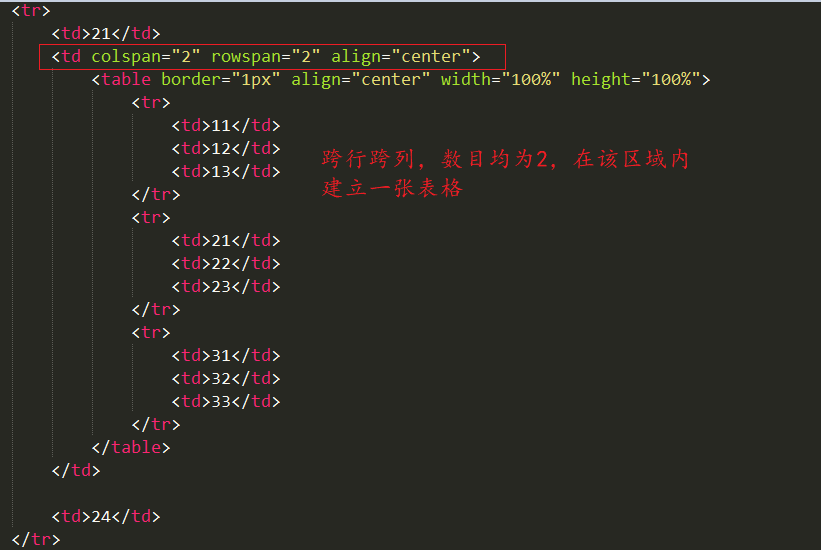 <tr>
<td>21</td>
<td colspan="2" rowspan="2" align="center">
<table border="1px" align="center" width="100%" height="100%">
<tr>
<td>11</td>
<td>12</td>
<td>13</td>
跨行跨列，数目均为2，在该区域内
建立一张表格
</tr>
<tr>
<td>21</td>
<td>22</td>
<td>23</td>
</tr>
<tr>
<td>31</td>
<td>32</td>
<td>33</td>
</tr>
</table>
</td>
<td>24</td>
</tr>